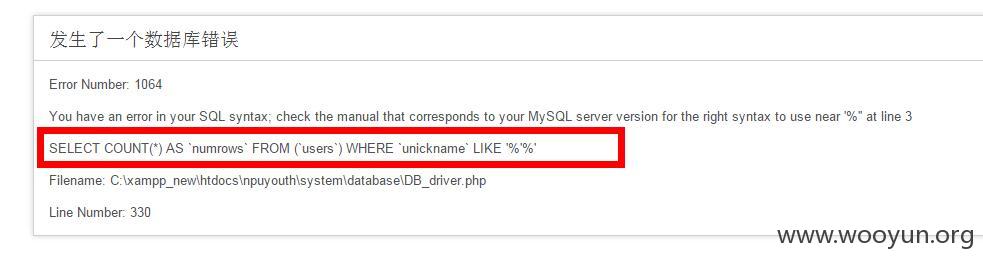 发生了一个数据库错误
Error Number: 1064
You have an error in your SQL syntax; check the manual that corresponds to your MySQL server version for the right syntax to use near '%'' at line 3
SELECT COUNT(*) AS `numrows` FROM (`users`) WHERE `unickname` LIKE '%'%'
Filename: C:\xampp_new\htdocs\npuyouth\system\database\DB_driver.php
Line Number: 330
www.wooyun.org